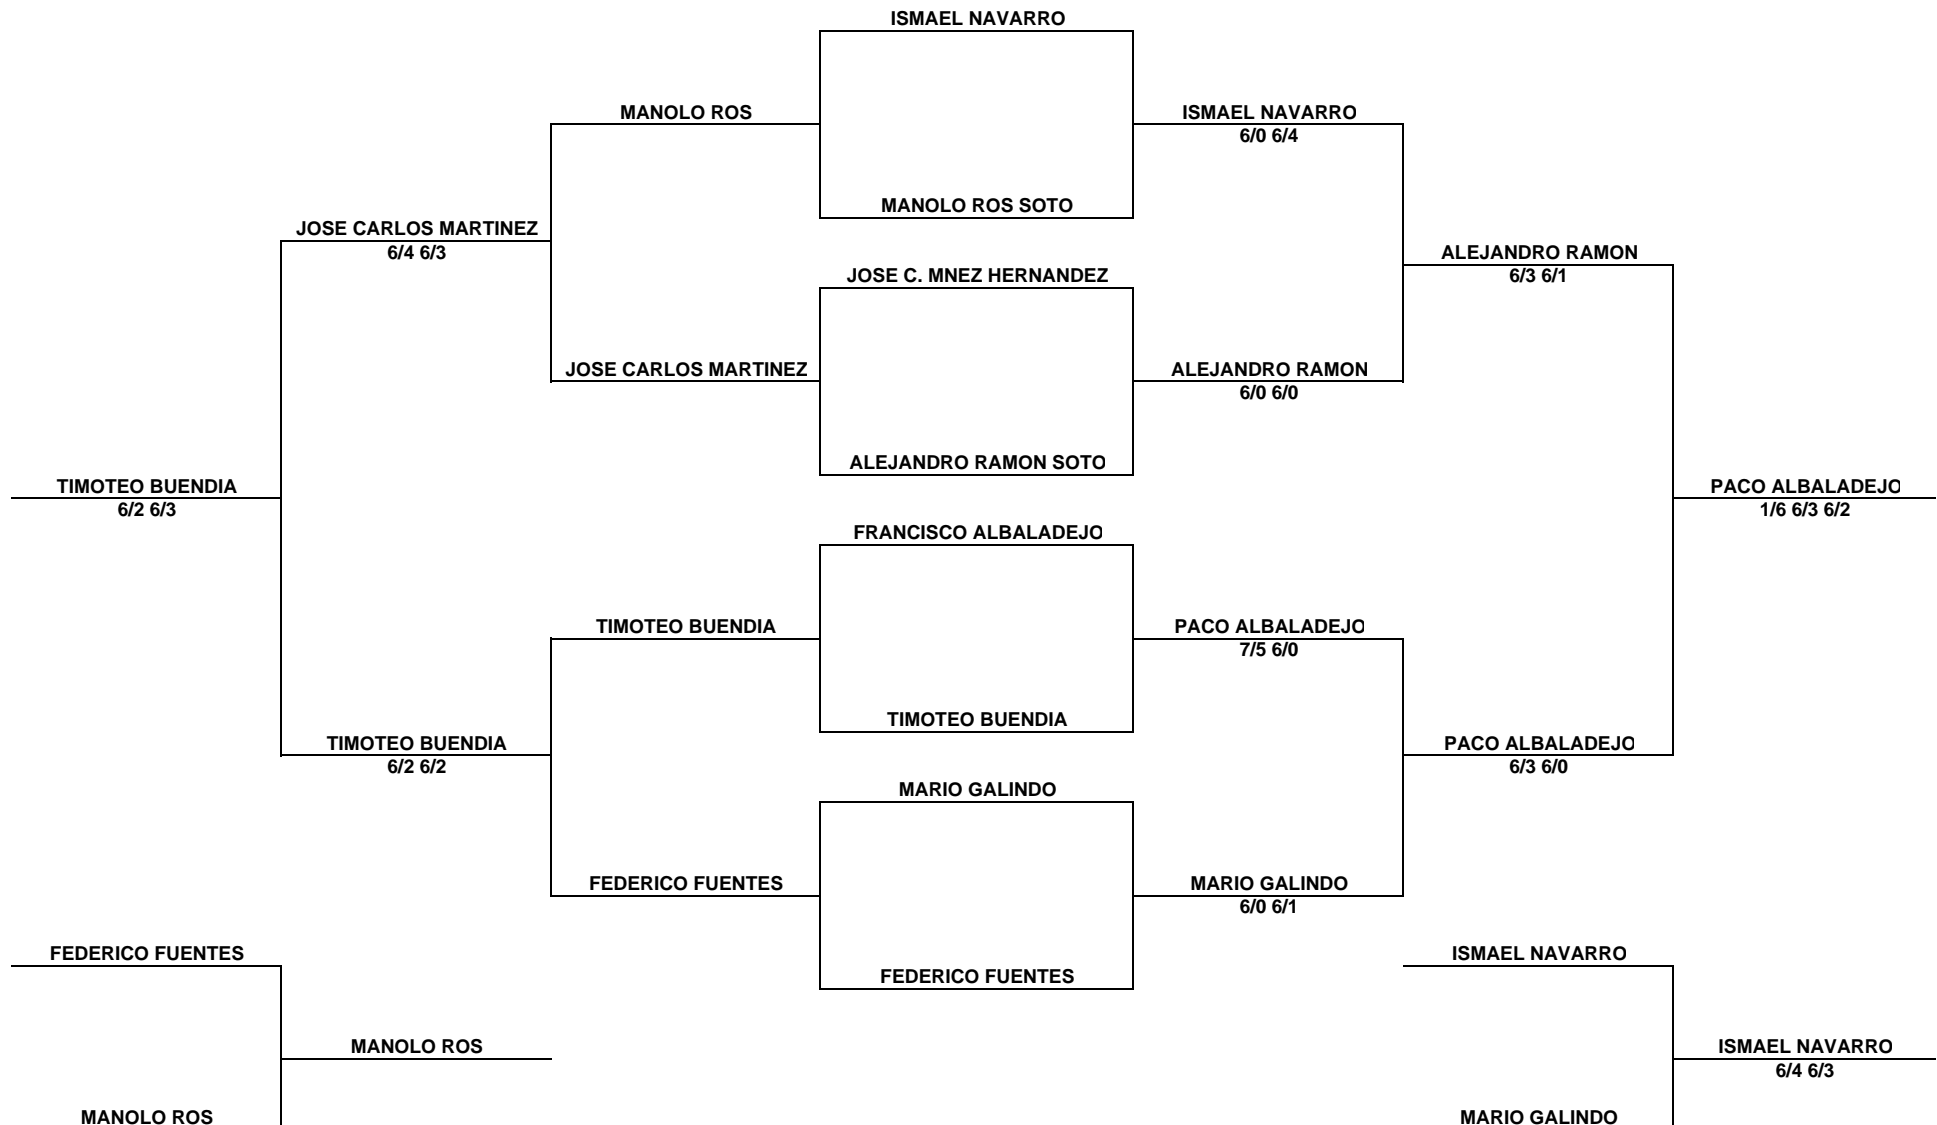 ISMAEL NAVARRO
MANOLO ROS
ISMAEL NAVARRO
6/0 6/4
MANOLO ROS SOTO
JOSE CARLOS MARTINEZ
6/4 6/3
ALEJANDRO RAMON
6/3 6/1
JOSE C. MNEZ HERNANDEZ
JOSE CARLOS MARTINEZ
ALEJANDRO RAMON
6/0 6/0
ALEJANDRO RAMON SOTO
TIMOTEO BUENDIA
6/2 6/3
PACO ALBALADEJO
1/6 6/3 6/2
FRANCISCO ALBALADEJO
TIMOTEO BUENDIA
PACO ALBALADEJO
7/5 6/0
TIMOTEO BUENDIA
TIMOTEO BUENDIA
6/2 6/2
PACO ALBALADEJO
6/3 6/0
MARIO GALINDO
FEDERICO FUENTES
MARIO GALINDO
6/0 6/1
FEDERICO FUENTES
ISMAEL NAVARRO
FEDERICO FUENTES
MANOLO ROS
ISMAEL NAVARRO
6/4 6/3
MANOLO ROS
MARIO GALINDO